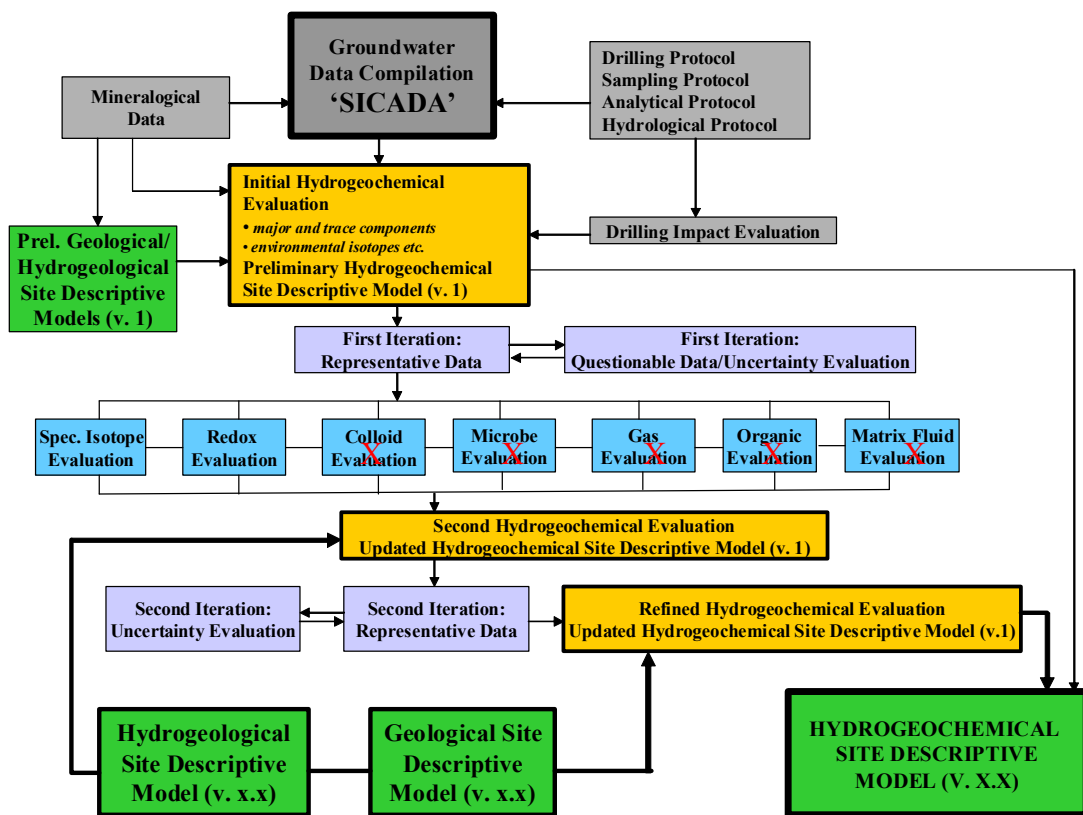 Groundwater
Data Compilation
‘SICADA’
Mineralogical
Data
Drilling Protocol
Sampling Protocol
Analytical Protocol
Hydrological Protocol
Initial Hydrogeochemical
Evaluation
• major and trace components
• environmental isotopes etc.
Preliminary Hydrogeochemical
Site Descriptive Model (v. 1)
Drilling Impact Evaluation
Prel. Geological/
Hydrogeological
Site Descriptive
Models (v. 1)
First Iteration:
Representative Data
First Iteration:
Questionable Data/Uncertainty Evaluation
Spec. Isotope
Evaluation
Redox
Evaluation
Colloid
Evaluation
X
Microbe
Evaluation
X
Gas
Evaluation
X
Organic
Evaluation
X
Matrix Fluid
Evaluation
X
Second Hydrogeochemical Evaluation
Updated Hydrogeochemical Site Descriptive Model (v. 1)
Second Iteration:
Uncertainty Evaluation
Second Iteration:
Representative Data
Refined Hydrogeochemical Evaluation
Updated Hydrogeochemical Site Descriptive Model (v.1)
Hydrogeological
Site Descriptive
Model (v. x.x)
Geological Site
Descriptive
Model (v. x.x)
HYDROGEOCHEMICAL
SITE DESCRIPTIVE
MODEL (V. X.X)